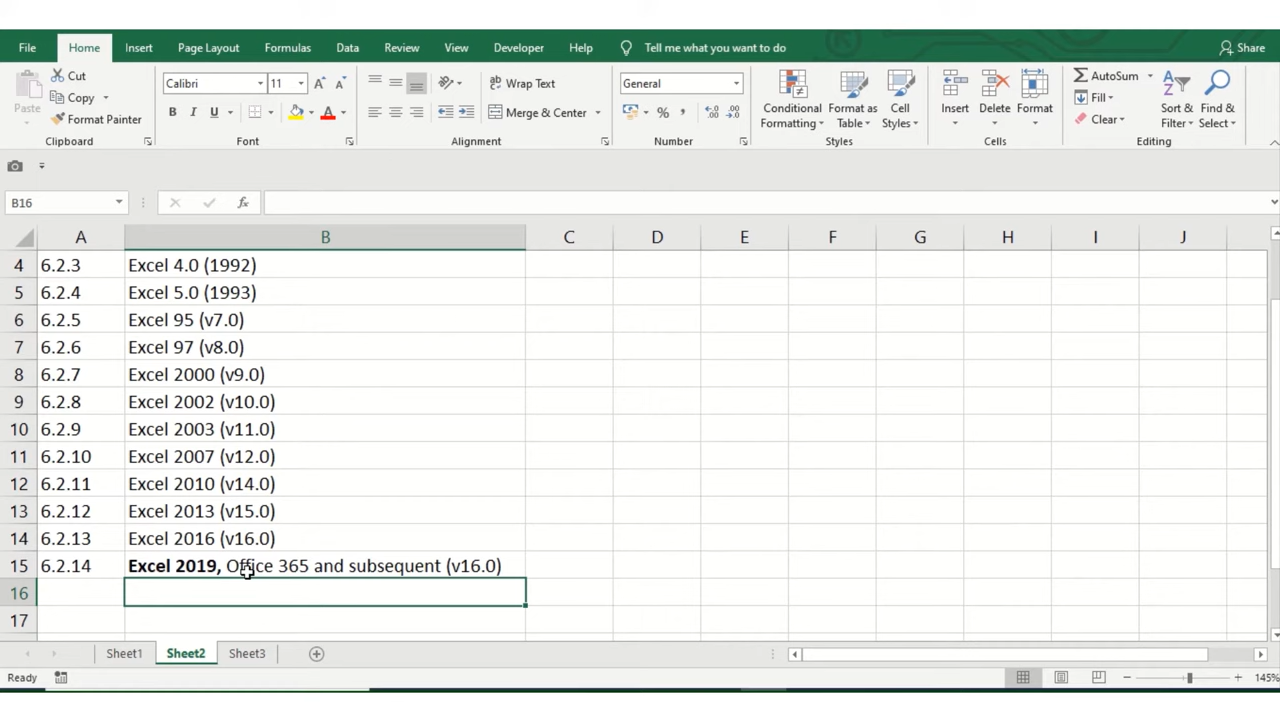 File Home Insert Page Layout Formulas Data Review View Developer Help Tell me what you want to do Share
Cut
Copy
Format Painter
Paste
Clipboard
Calibri 11
B I U
Font
Wrap Text
Merge & Center
Alignment
General
Number
Conditional Formatting
Format as Table
Cell Styles
Styles
Insert
Delete
Format
Cells
AutoSum
Fill
Clear
Sort & Filter
Find & Select
Editing
B16 fx
A B C D E F G H I J
4 6.2.3 Excel 4.0 (1992)
5 6.2.4 Excel 5.0 (1993)
6 6.2.5 Excel 95 (v7.0)
7 6.2.6 Excel 97 (v8.0)
8 6.2.7 Excel 2000 (v9.0)
9 6.2.8 Excel 2002 (v10.0)
10 6.2.9 Excel 2003 (v11.0)
11 6.2.10 Excel 2007 (v12.0)
12 6.2.11 Excel 2010 (v14.0)
13 6.2.12 Excel 2013 (v15.0)
14 6.2.13 Excel 2016 (v16.0)
15 6.2.14 Excel 2019, Office 365 and subsequent (v16.0)
16
17
Sheet1 Sheet2 Sheet3
Ready 145%